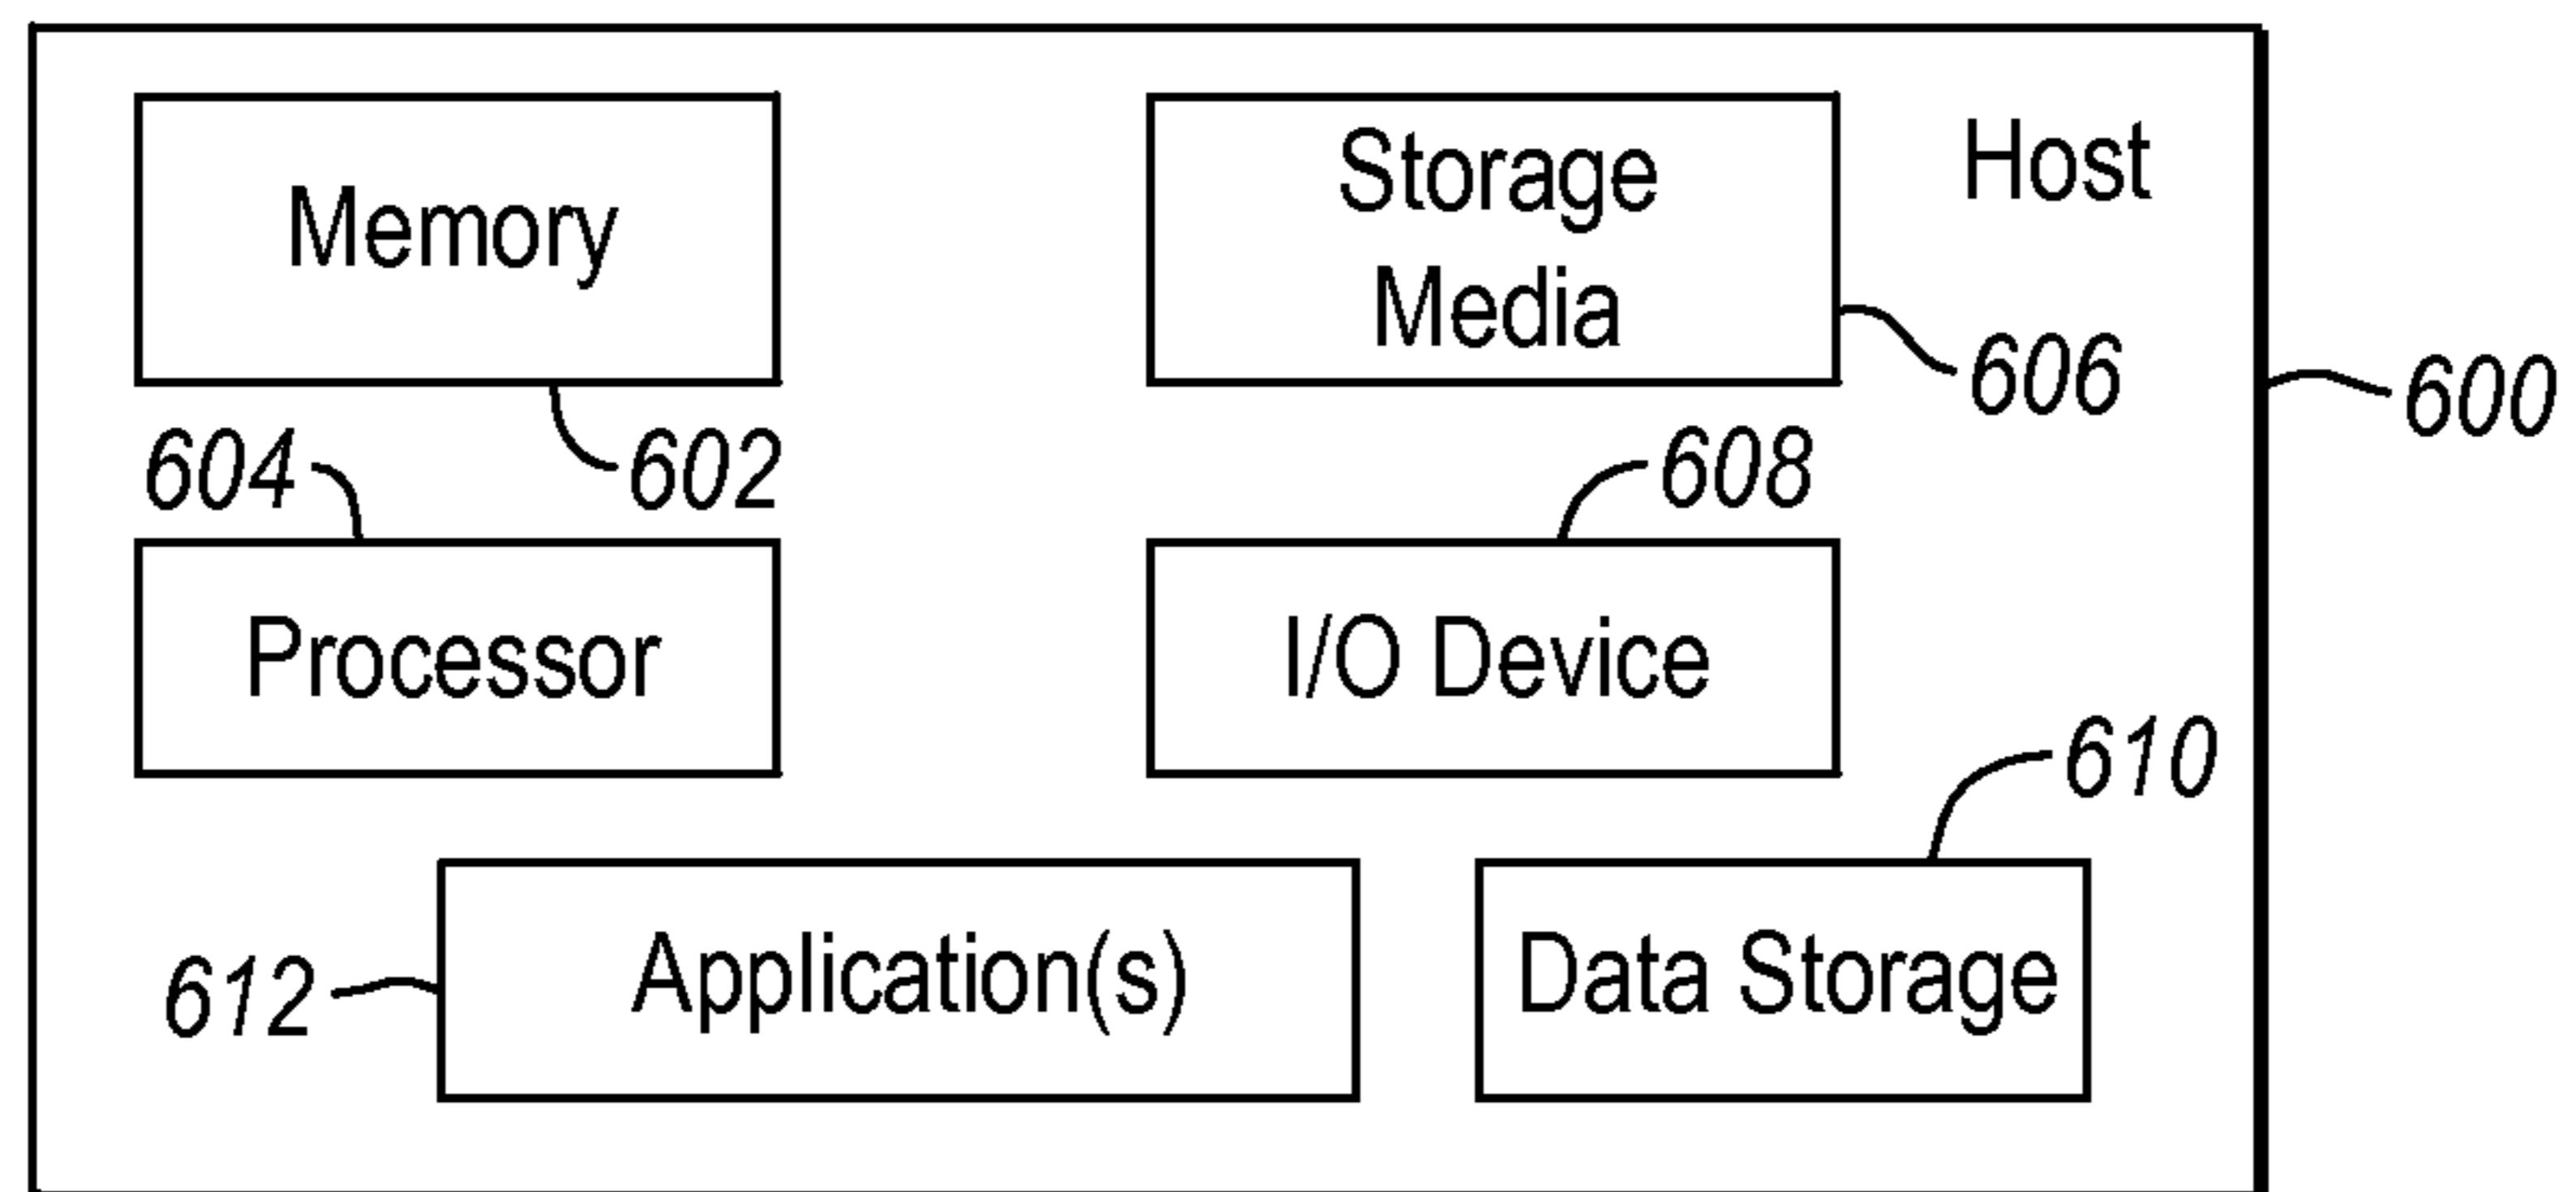 Memory
Storage
Media
Host
606
600
604
602
608
Processor
I/O Device
610
612
Application(s)
Data Storage